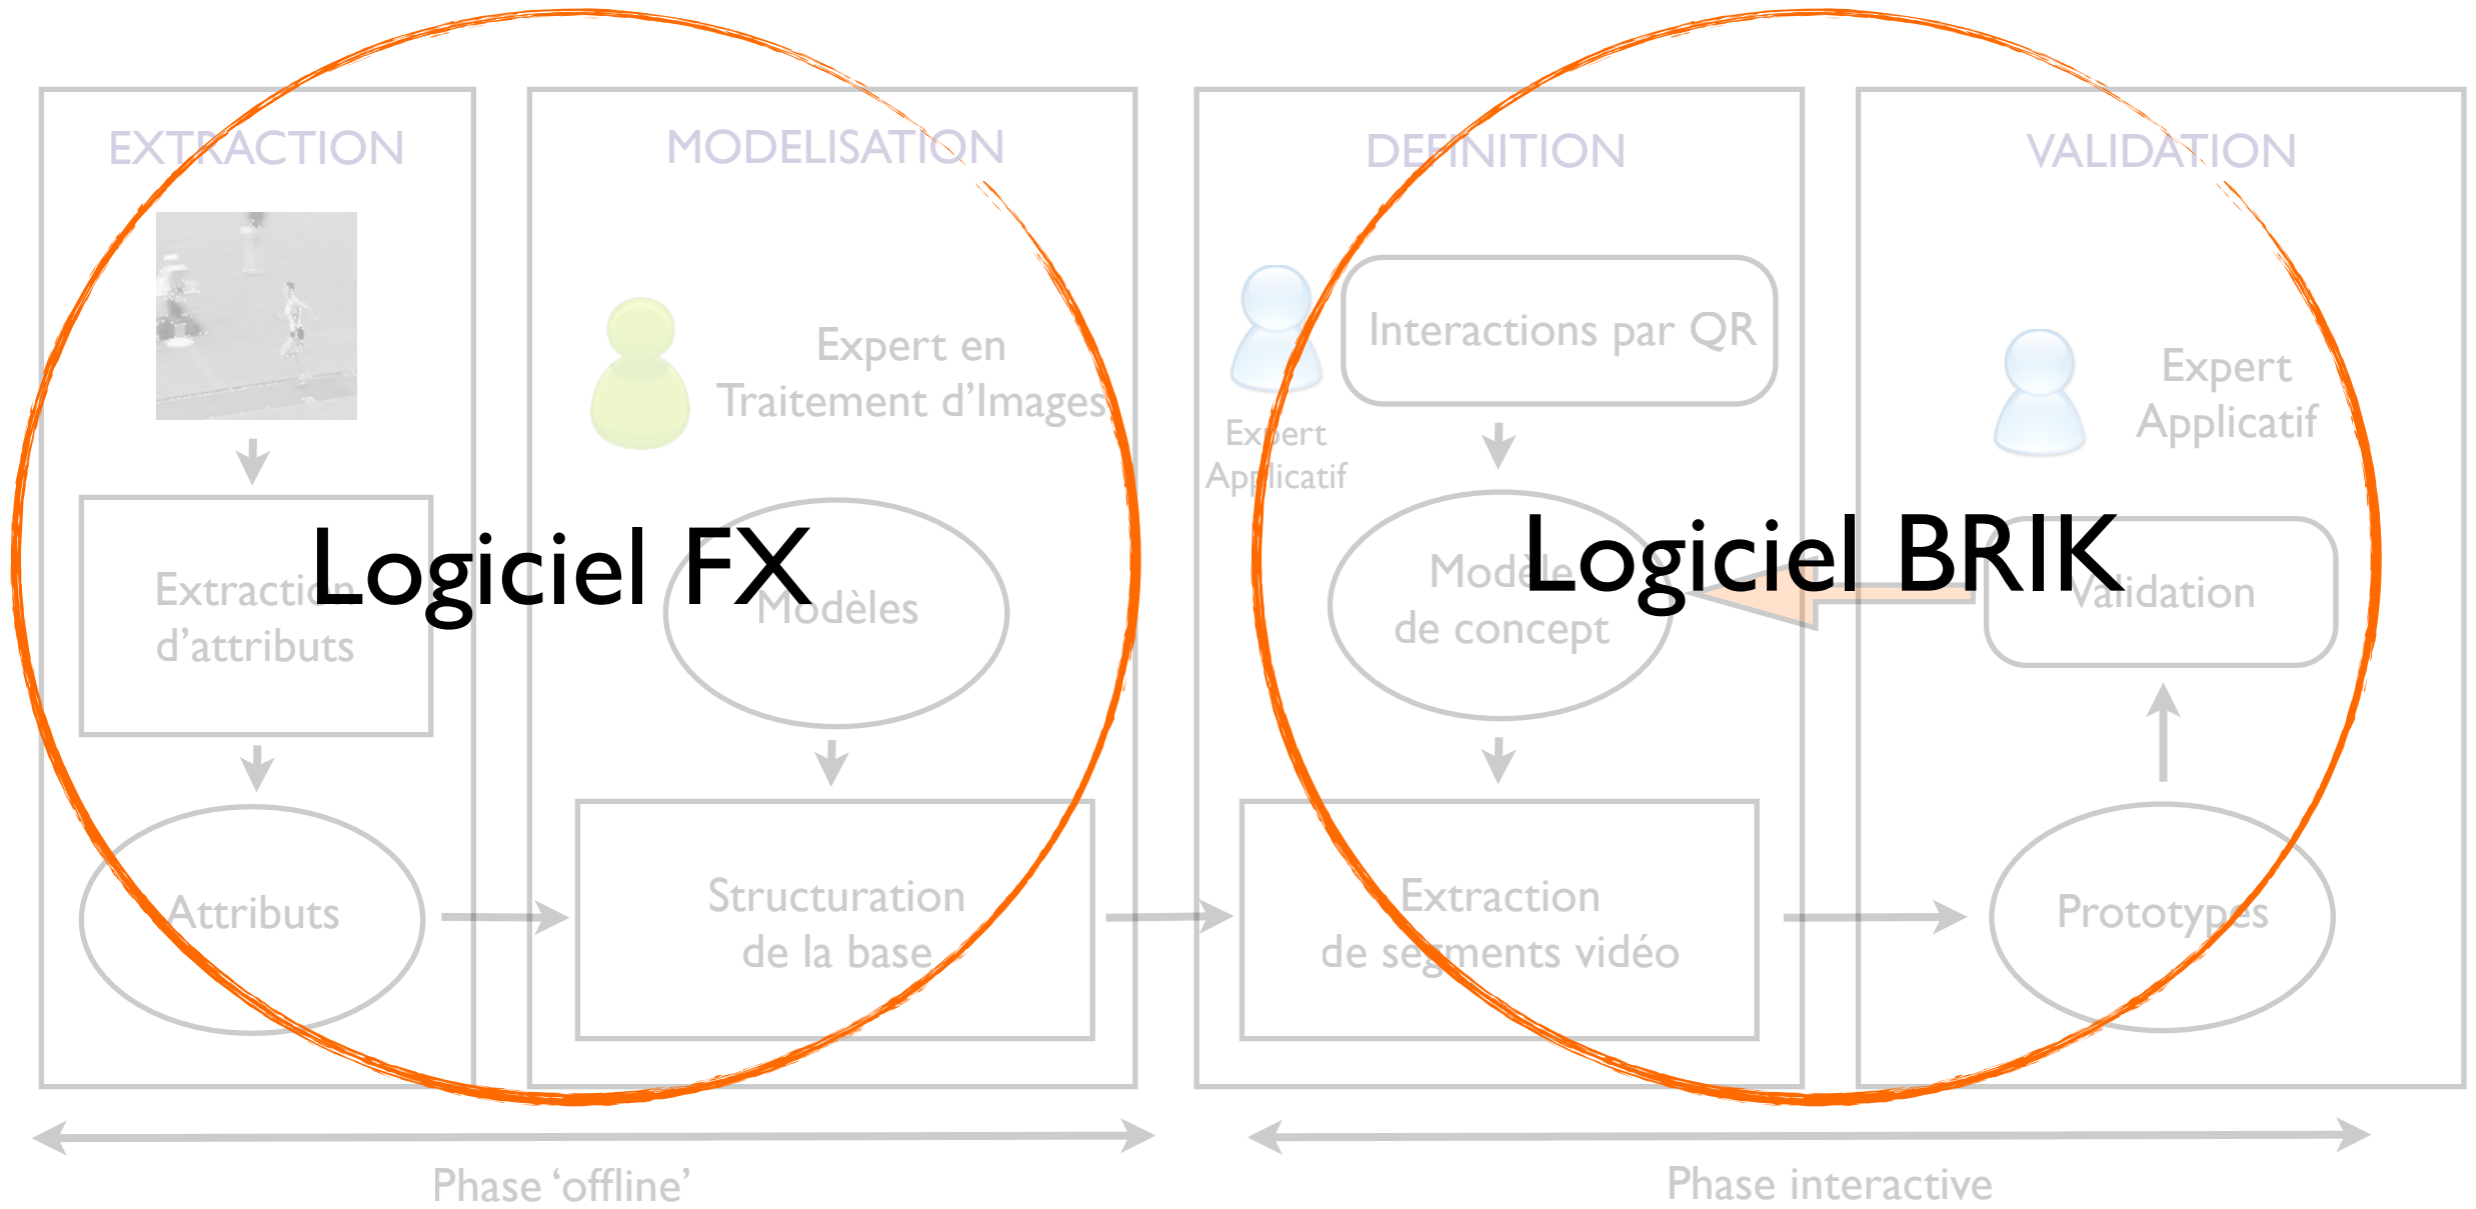 EXTRACTION
Extraction
d’attributs
Attributs
MODELISATION
Expert en
Traitement d’Images
Modèles
Structuration
de la base
Logiciel FX
DEFINITION
Interactions par QR
Expert
Applicatif
Modèle
de concept
Extraction
de segments vidéo
VALIDATION
Expert
Applicatif
Validation
Prototypes
Logiciel BRIK
Phase ‘offline’
Phase interactive